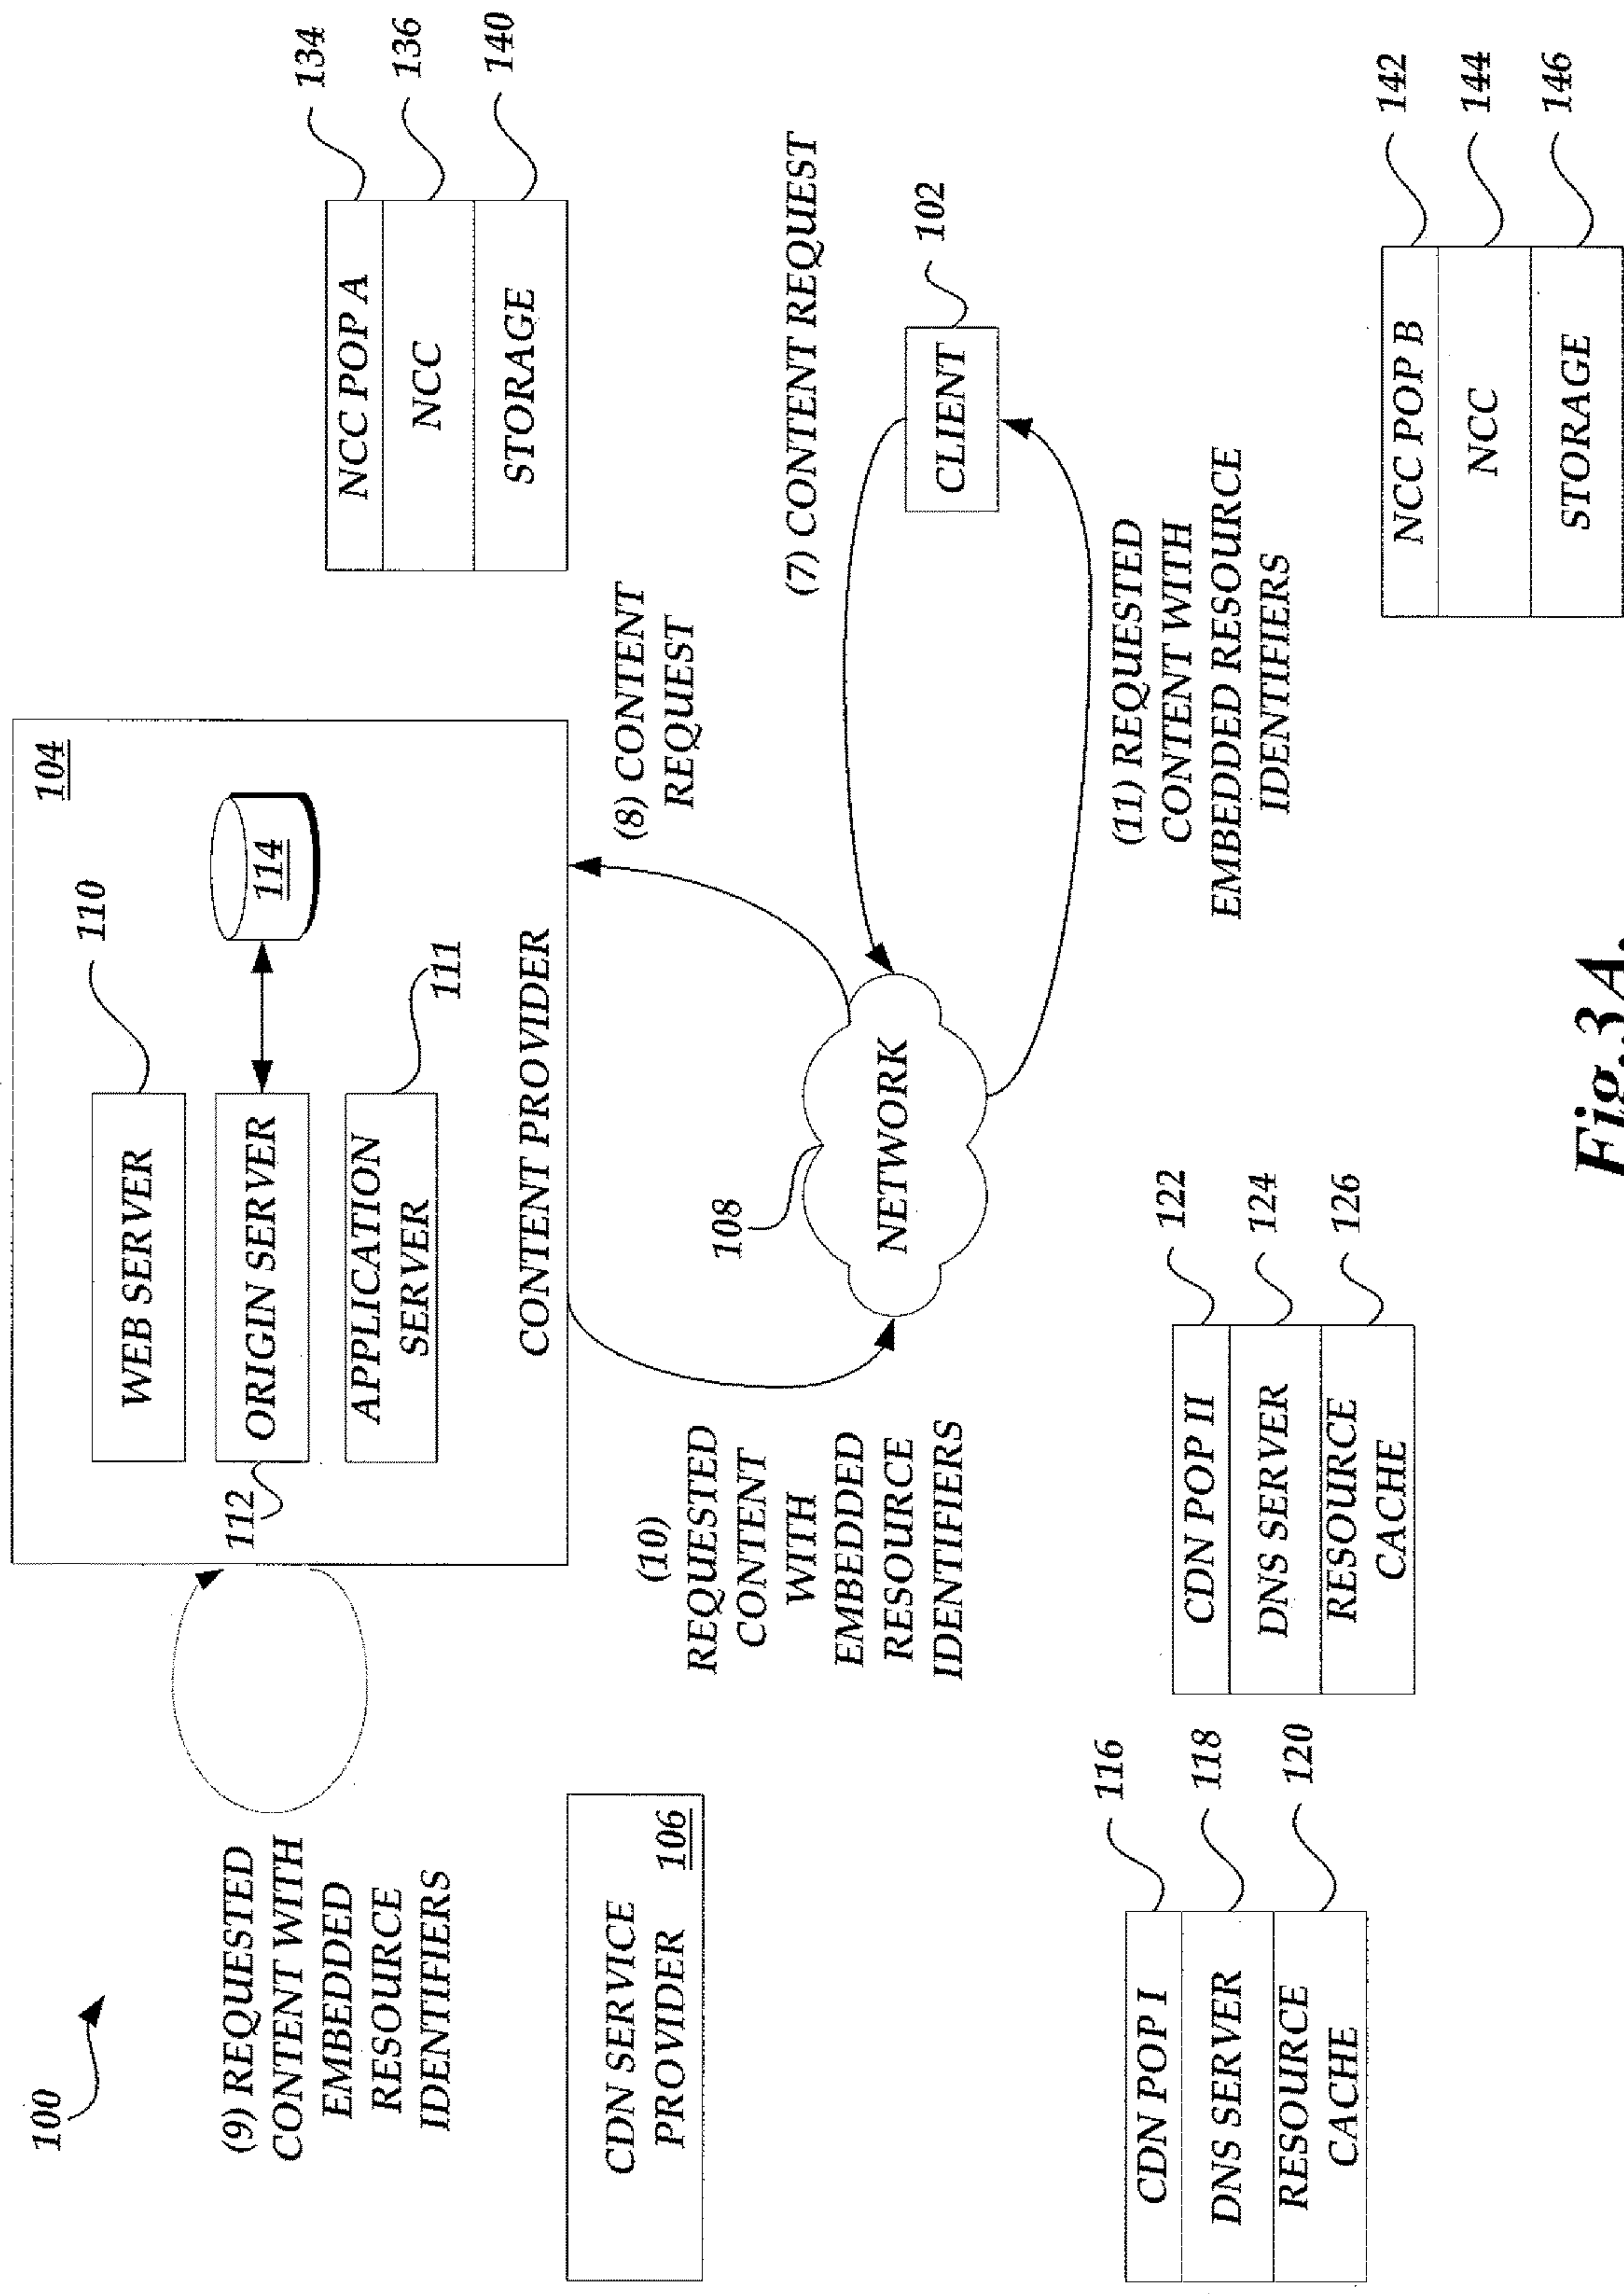 100
(9) REQUESTED
CONTENT WITH
EMBEDDED
RESOURCE
IDENTIFIERS
104
WEB SERVER
110
112
ORIGIN SERVER
114
APPLICATION
SERVER
111
CONTENT PROVIDER
134
NCC POP A
136
NCC
140
STORAGE
CDN SERVICE
PROVIDER
106
(10)
REQUESTED
CONTENT
WITH
EMBEDDED
RESOURCE
IDENTIFIERS
(8) CONTENT
REQUEST
108
NETWORK
(7) CONTENT REQUEST
102
CLIENT
(11) REQUESTED
CONTENT WITH
EMBEDDED RESOURCE
IDENTIFIERS
116
CDN POP I
118
DNS SERVER
120
RESOURCE
CACHE
122
CDN POP II
124
DNS SERVER
126
RESOURCE
CACHE
142
NCC POP B
144
NCC
146
STORAGE
Fig.3A.